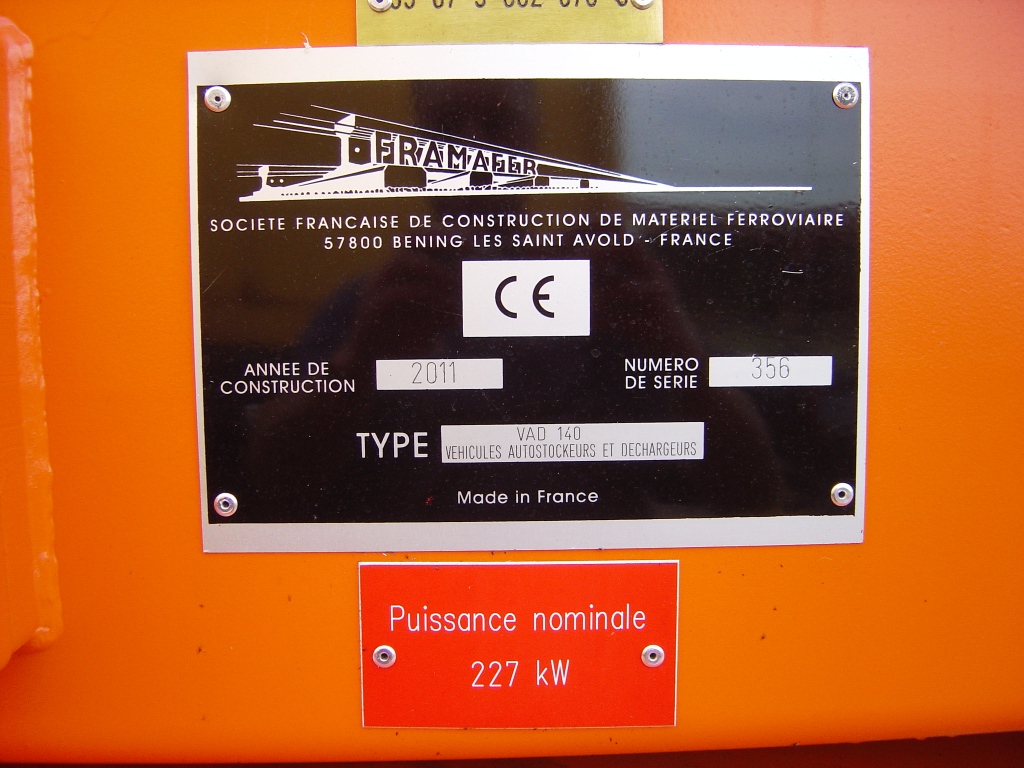 FRAMAFER
SOCIETE FRANCAISE DE CONSTRUCTION DE MATERIEL FERROVIAIRE
57800 BENING LES SAINT AVOLD - FRANCE
CE
ANNEE DE CONSTRUCTION 2011
NUMERO DE SERIE 356
TYPE VAD 140
VEHICULES AUTOSTOCKEURS ET DECHARGEURS
Made in France
Puissance nominale
227 kW